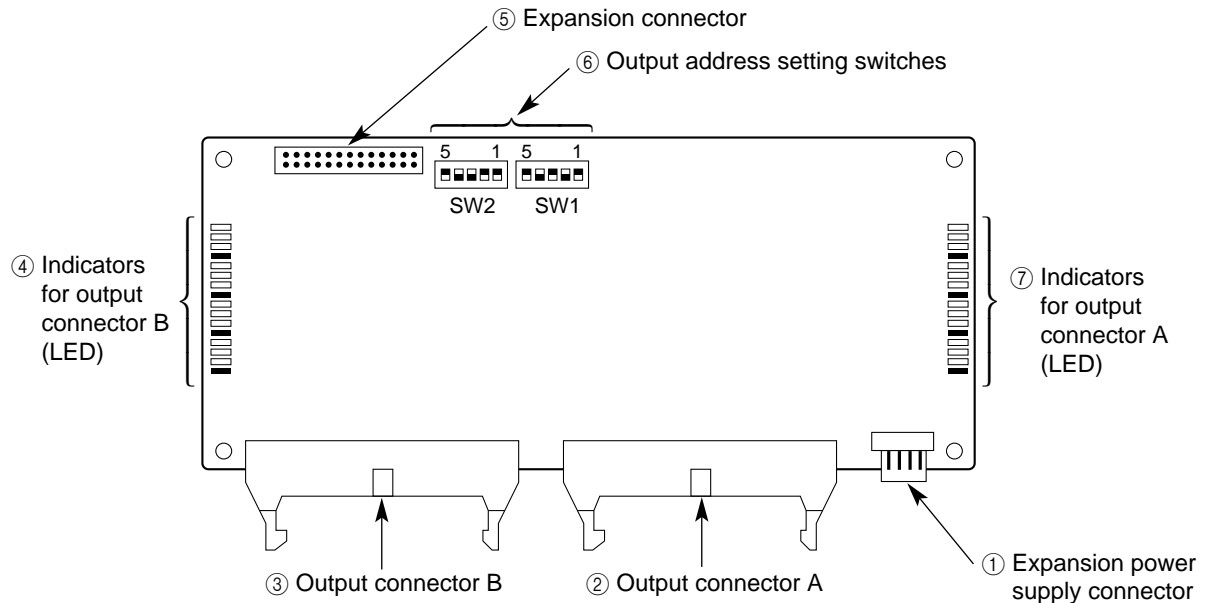 ⑤ Expansion connector
⑥ Output address setting switches
5 1 5 1
SW2 SW1
④ Indicators
for output
connector B
(LED)
⑦ Indicators
for output
connector A
(LED)
③ Output connector B
② Output connector A
① Expansion power
supply connector